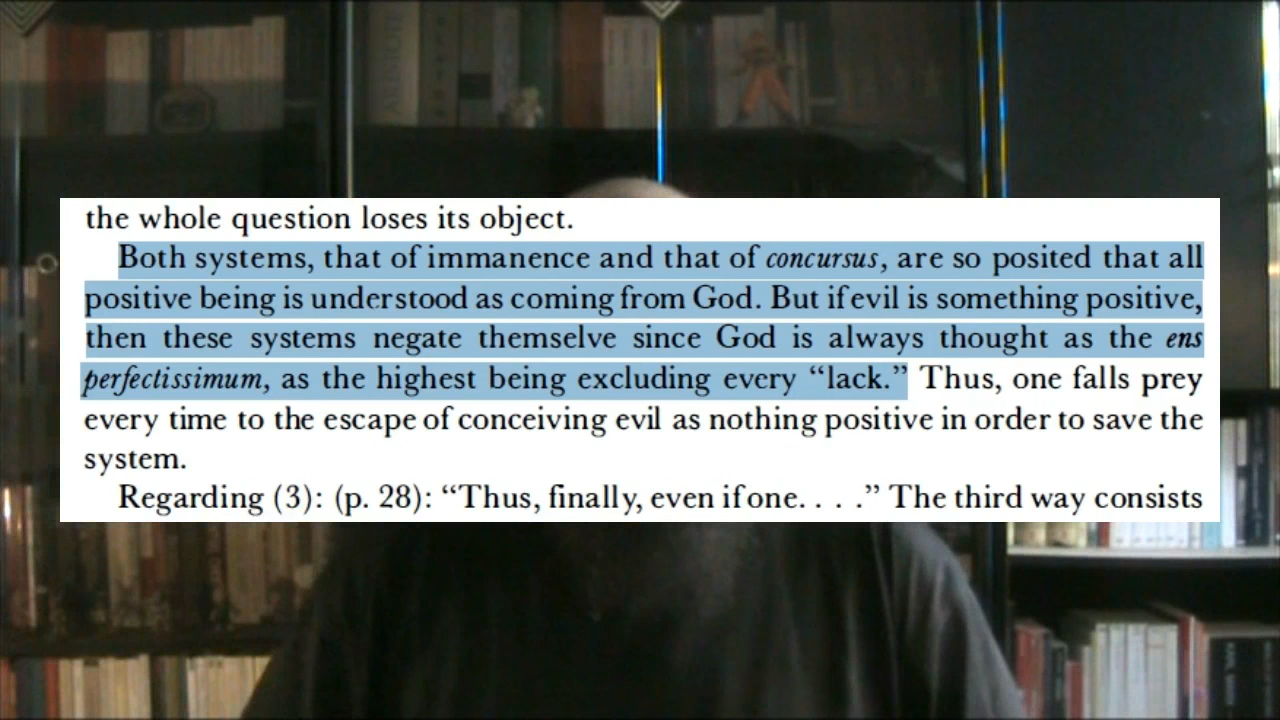 the whole question loses its object.
Both systems, that of immanence and that of concursus, are so posited that all
positive being is understood as coming from God. But if evil is something positive,
then these systems negate themselve since God is always thought as the ens
perfectissimum, as the highest being excluding every “lack.” Thus, one falls prey
every time to the escape of conceiving evil as nothing positive in order to save the
system.
Regarding (3): (p. 28): “Thus, finally, even if one. . . .” The third way consists